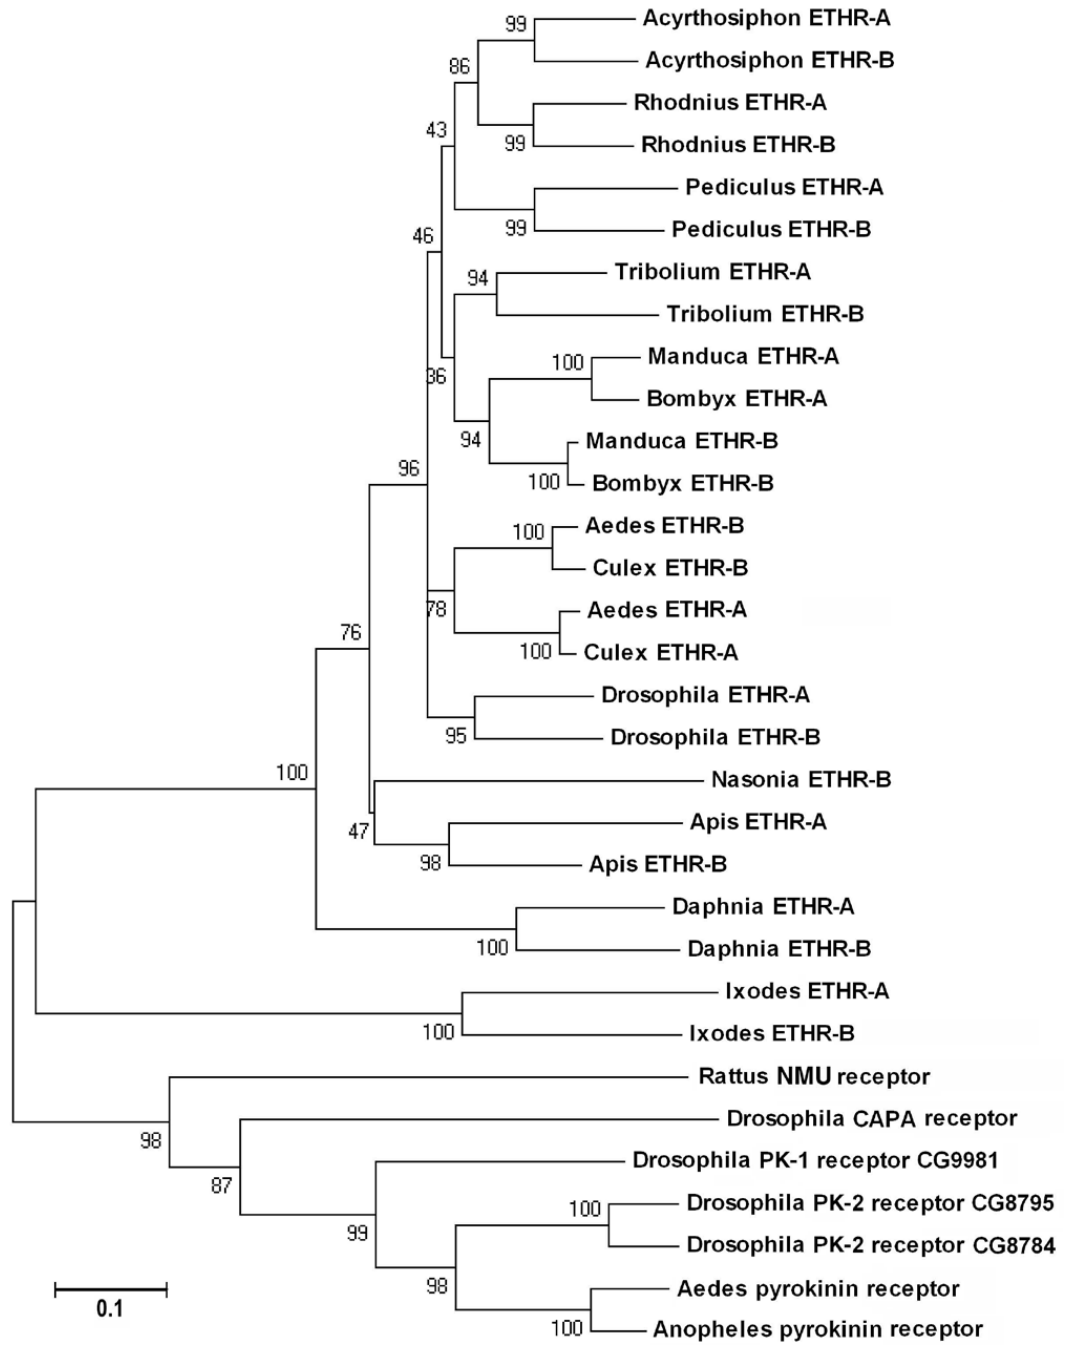 99
Acyrthosiphon ETHR-A
Acyrthosiphon ETHR-B
86
Rhodnius ETHR-A
99
Rhodnius ETHR-B
43
Pediculus ETHR-A
99
Pediculus ETHR-B
46
Tribolium ETHR-A
94
Tribolium ETHR-B
36
100
Manduca ETHR-A
Bombyx ETHR-A
94
Manduca ETHR-B
100
Bombyx ETHR-B
96
100
Aedes ETHR-B
Culex ETHR-B
78
Aedes ETHR-A
100
Culex ETHR-A
76
Drosophila ETHR-A
95
Drosophila ETHR-B
100
Nasonia ETHR-B
47
Apis ETHR-A
98
Apis ETHR-B
Daphnia ETHR-A
100
Daphnia ETHR-B
Ixodes ETHR-A
100
Ixodes ETHR-B
Rattus NMU receptor
98
Drosophila CAPA receptor
87
Drosophila PK-1 receptor CG9981
99
100
Drosophila PK-2 receptor CG8795
Drosophila PK-2 receptor CG8784
98
Aedes pyrokinin receptor
100
Anopheles pyrokinin receptor
0.1